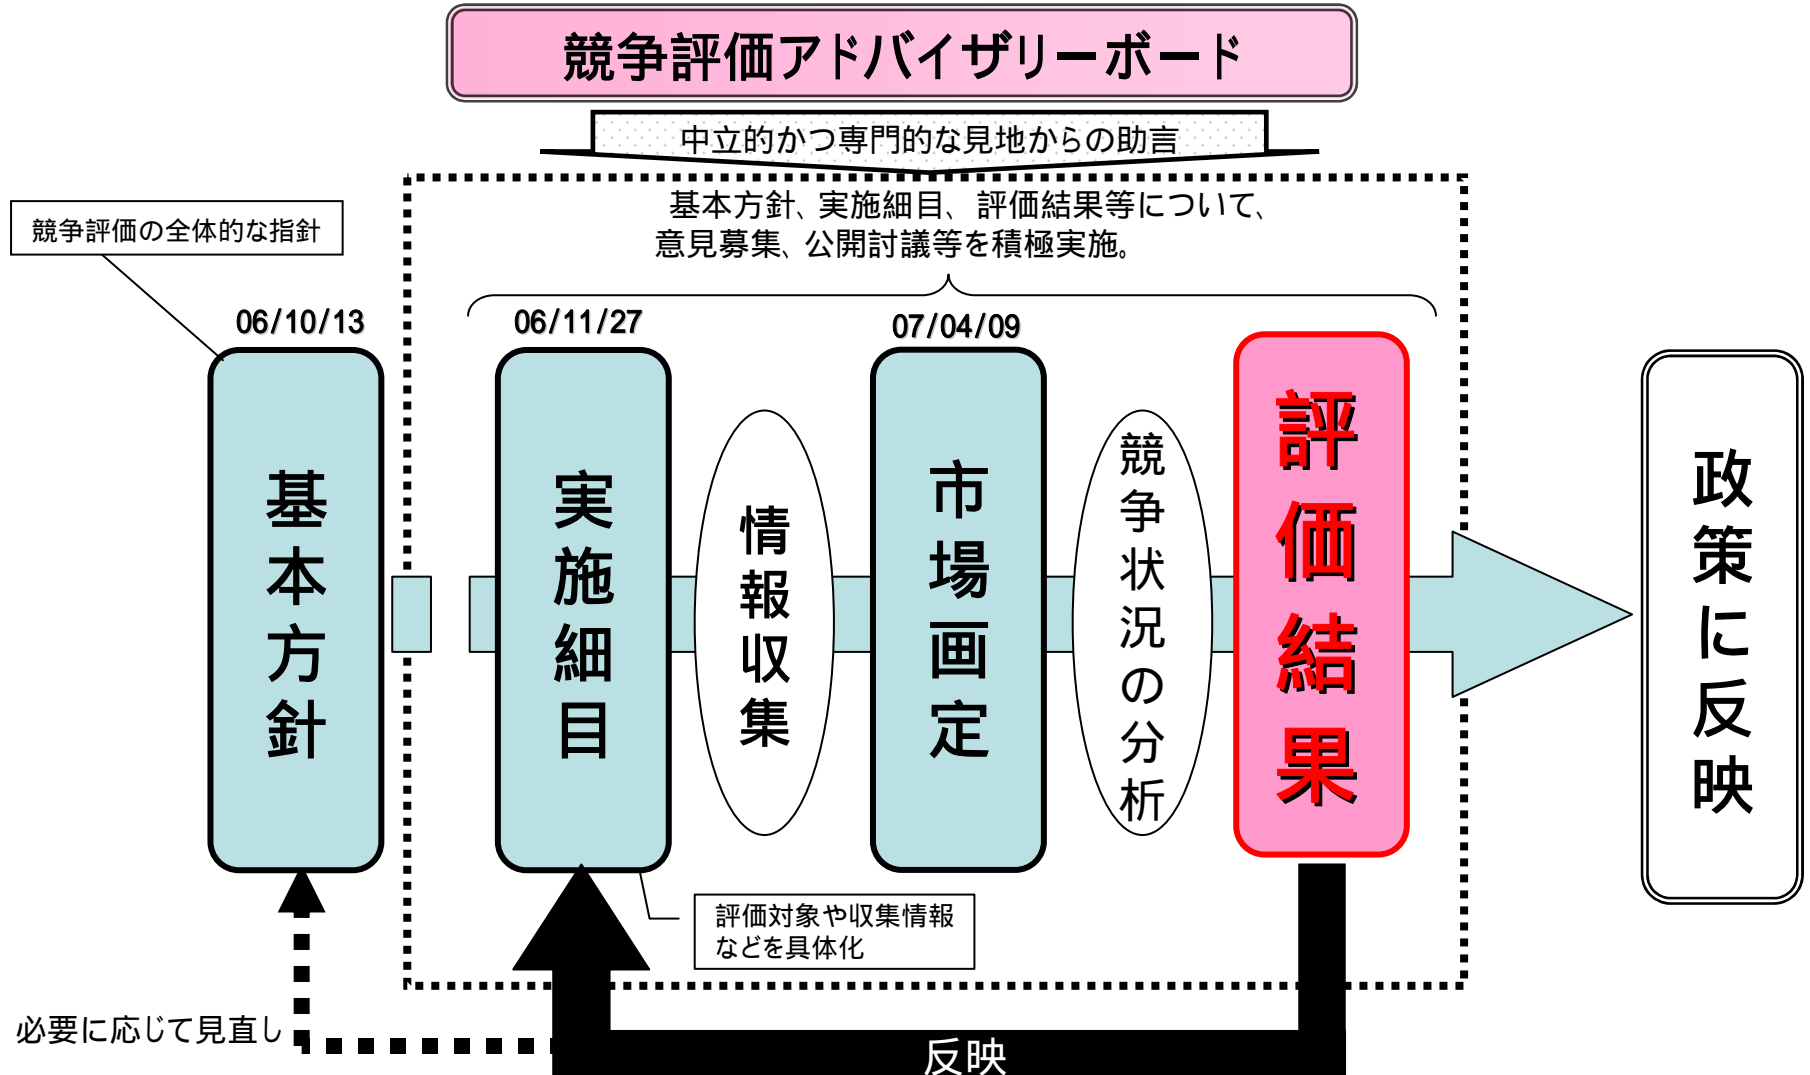 競争評価アドバイザリーボード
中立的かつ専門的な見地からの助言
基本方針、実施細目、評価結果等について、
意見募集、公開討議等を積極実施。
競争評価の全体的な指針
06/10/13
06/11/27
07/04/09
基本方針
実施細目
情報収集
市場画定
競争状況の分析
評価結果
政策に反映
評価対象や収集情報
などを具体化
必要に応じて見直し
反映